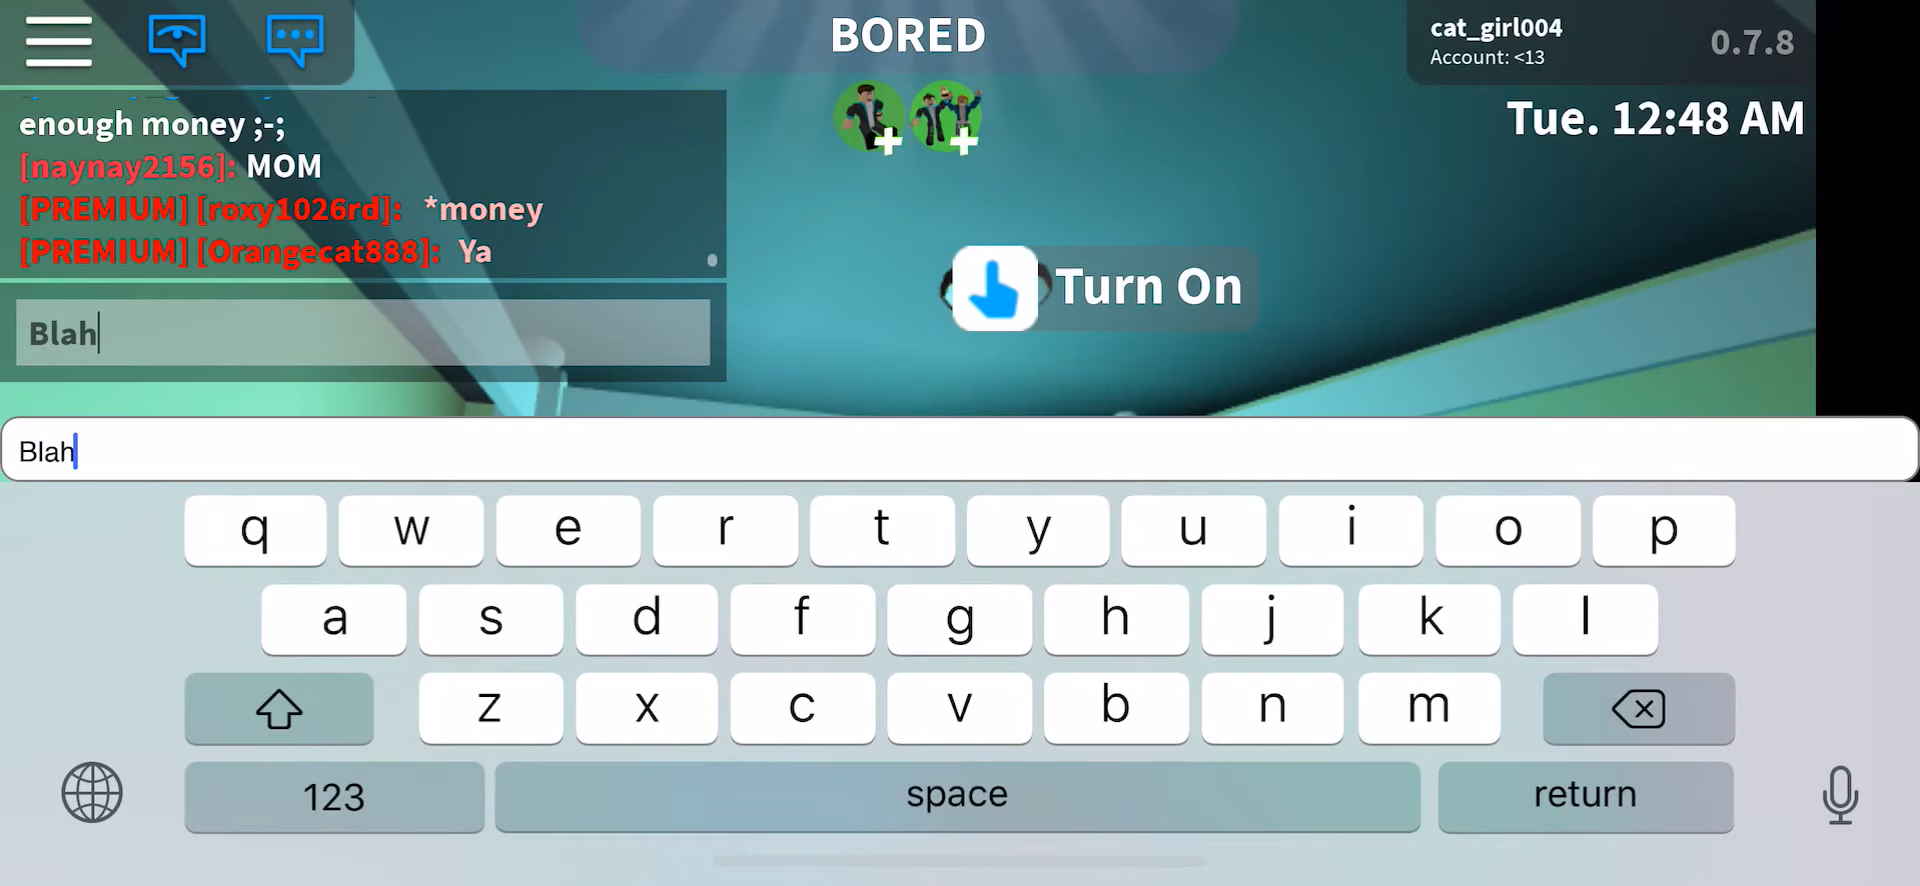 BORED
cat_girl004
Account: <13
0.7.8
Tue. 12:48 AM
enough money ;-;
[naynay2156]: MOM
[PREMIUM] [roxy1026rd]: *money
[PREMIUM] [Orangecat888]: Ya
Turn On
Blah
Blah
q w e r t y u i o p
a s d f g h j k l
z x c v b n m
123 space return